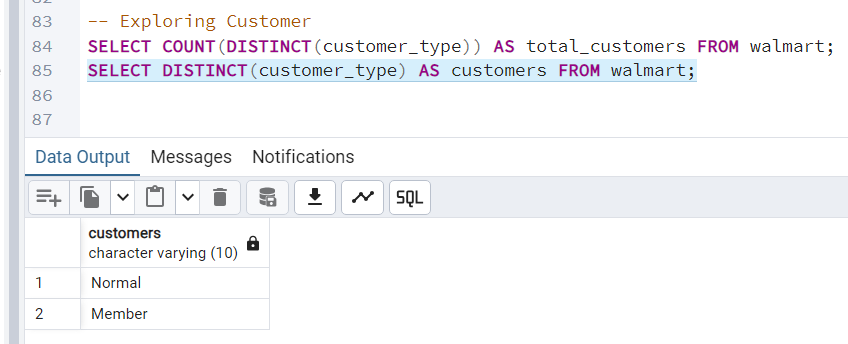 83 -- Exploring Customer
84 SELECT COUNT(DISTINCT(customer_type)) AS total_customers FROM walmart;
85 SELECT DISTINCT(customer_type) AS customers FROM walmart;
86
87
Data Output Messages Notifications
SQL
customers
character varying (10)
1 Normal
2 Member